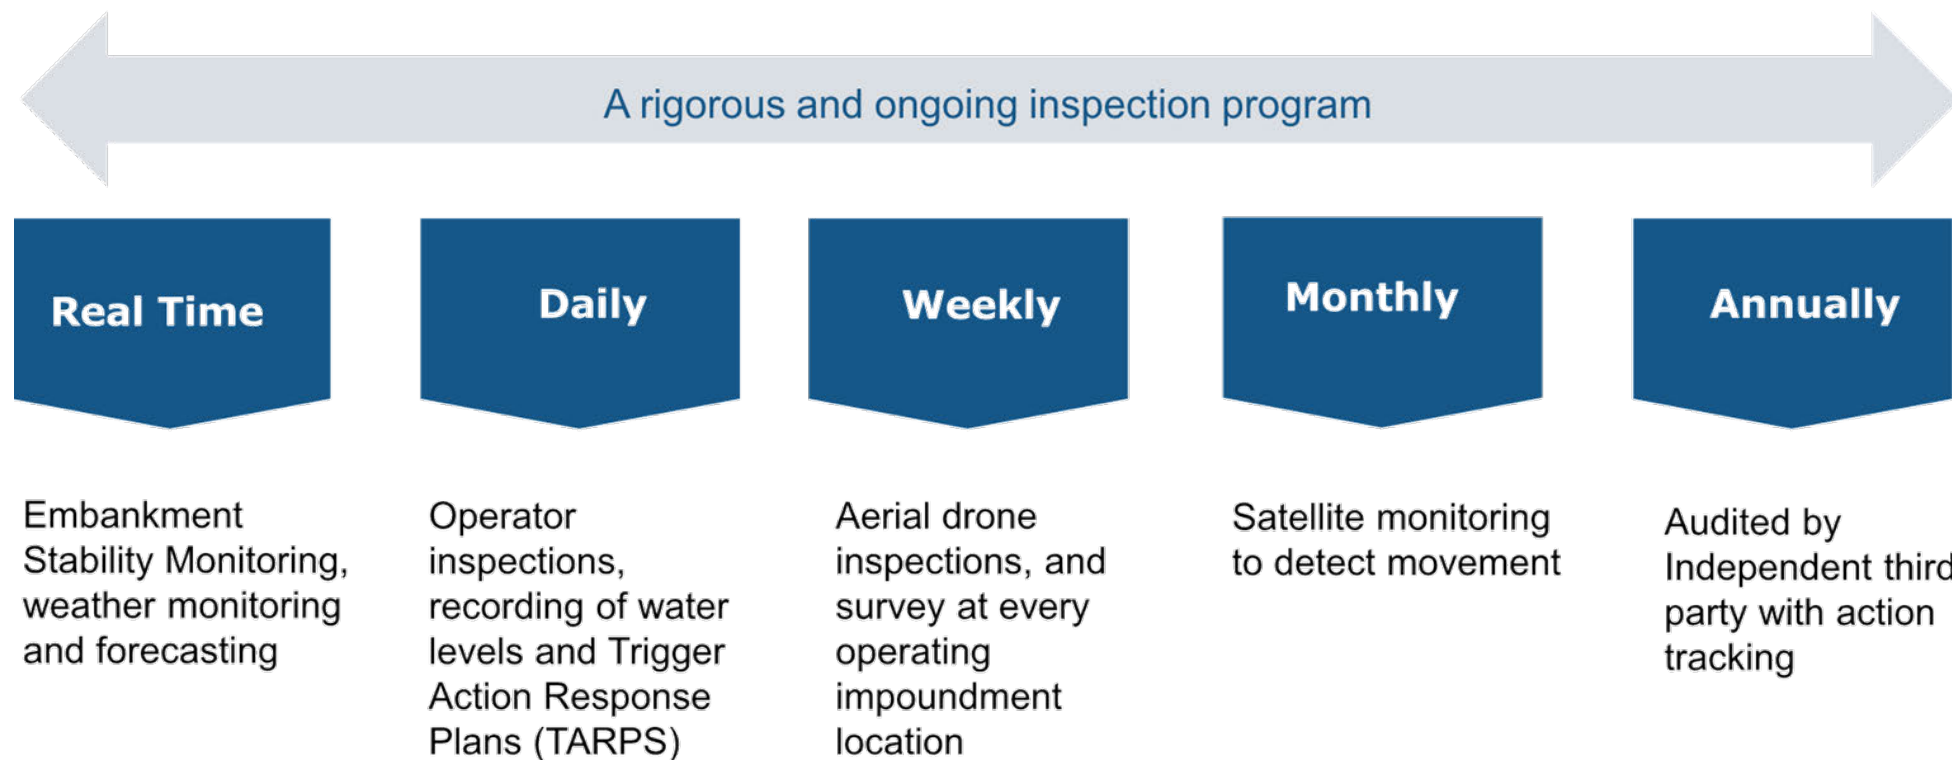 A rigorous and ongoing inspection program
Real Time
Daily
Weekly
Monthly
Annually
Embankment
Stability Monitoring,
weather monitoring
and forecasting
Operator
inspections,
recording of water
levels and Trigger
Action Response
Plans (TARPS)
Aerial drone
inspections, and
survey at every
operating
impoundment
location
Satellite monitoring
to detect movement
Audited by
Independent third
party with action
tracking